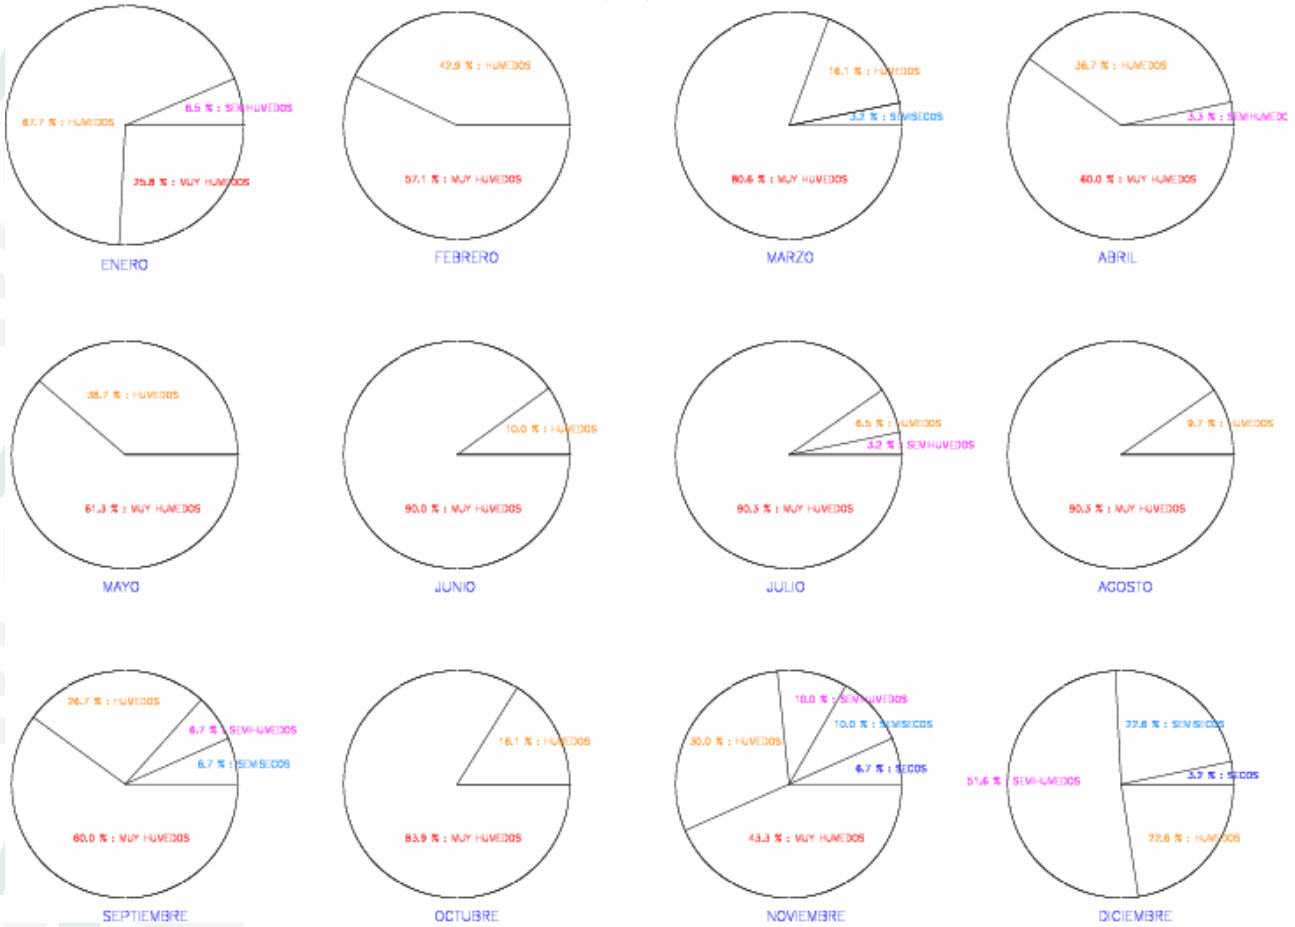 6.5 % : SEMIHUMEDOS
67.7 % : HUMEDOS
25.8 % : MUY HUMEDOS
ENERO
42.9 % : HUMEDOS
57.1 % : MUY HUMEDOS
FEBRERO
16.1 % : HUMEDOS
3.2 % : SEMISECOS
80.6 % : MUY HUMEDOS
MARZO
36.7 % : HUMEDOS
3.3 % : SEMIHUMEDO
60.0 % : MUY HUMEDOS
ABRIL
38.7 % : HUMEDOS
61.3 % : MUY HUMEDOS
MAYO
10.0 % : HUMEDOS
90.0 % : MUY HUMEDOS
JUNIO
6.5 % : HUMEDOS
3.2 % : SEMIHUMEDOS
90.3 % : MUY HUMEDOS
JULIO
9.7 % : HUMEDOS
90.3 % : MUY HUMEDOS
AGOSTO
26.7 % : HUMEDOS
6.7 % : SEMIHUMEDOS
6.7 % : SEMISECOS
60.0 % : MUY HUMEDOS
SEPTIEMBRE
16.1 % : HUMEDOS
83.9 % : MUY HUMEDOS
OCTUBRE
10.0 % : SEMIHUMEDOS
10.0 % : SEMISECOS
30.0 % : HUMEDOS
6.7 % : SECOS
43.3 % : MUY HUMEDOS
NOVIEMBRE
22.6 % : SEMISECOS
3.2 % : SECOS
51.6 % : SEMIHUMEDOS
22.6 % : HUMEDOS
DICIEMBRE